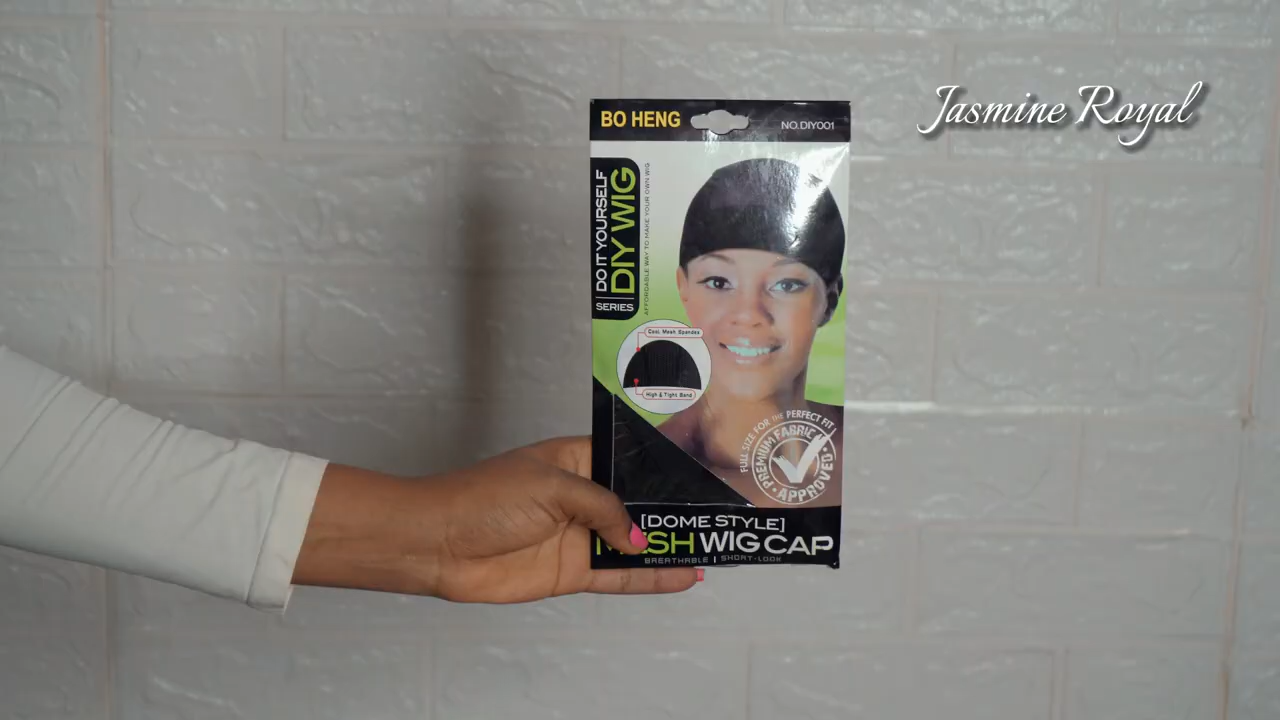 Jasmine Royal
BO HENG
NO.DIY001
DO IT YOURSELF
DIY WIG
SERIES
AFFORDABLE WAY TO MAKE YOUR OWN WIG
Cool Mesh Spandex
High & Tight Band
FULL SIZE FOR THE PERFECT FIT
PREMIUM FABRIC
APPROVED
[DOME STYLE]
MESH WIG CAP
BREATHABLE | SHORT-LOOK